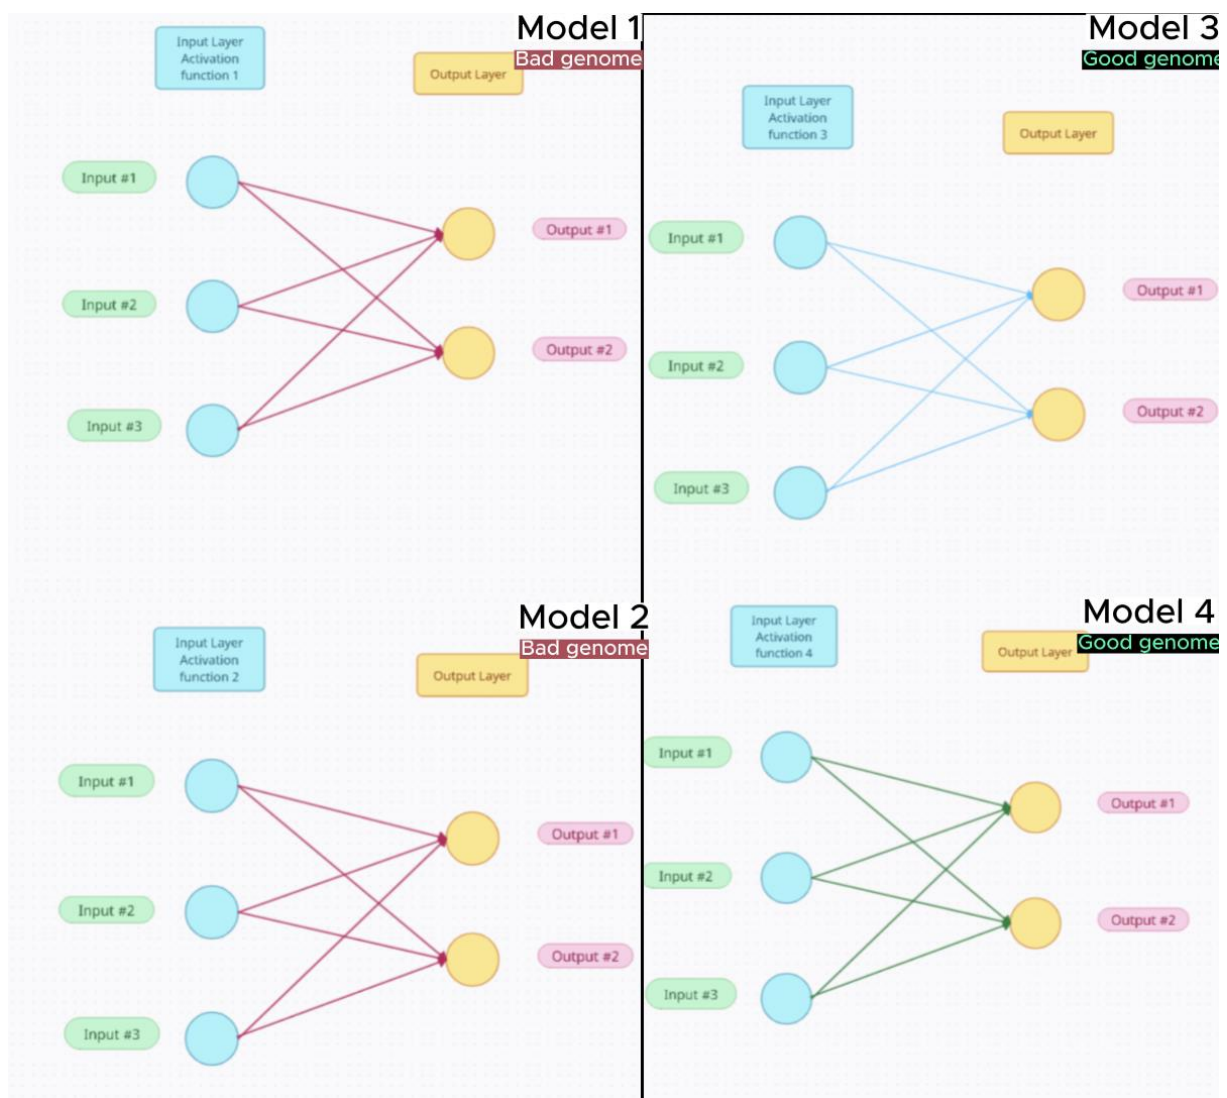 Model 1
Bad genome
Input Layer
Activation
function 1
Output Layer
Input #1
Output #1
Input #2
Output #2
Input #3
Model 3
Good genome
Input Layer
Activation
function 3
Output Layer
Input #1
Output #1
Input #2
Output #2
Input #3
Model 2
Bad genome
Input Layer
Activation
function 2
Output Layer
Input #1
Output #1
Input #2
Output #2
Input #3
Model 4
Good genome
Input Layer
Activation
function 4
Output Layer
Input #1
Output #1
Input #2
Output #2
Input #3